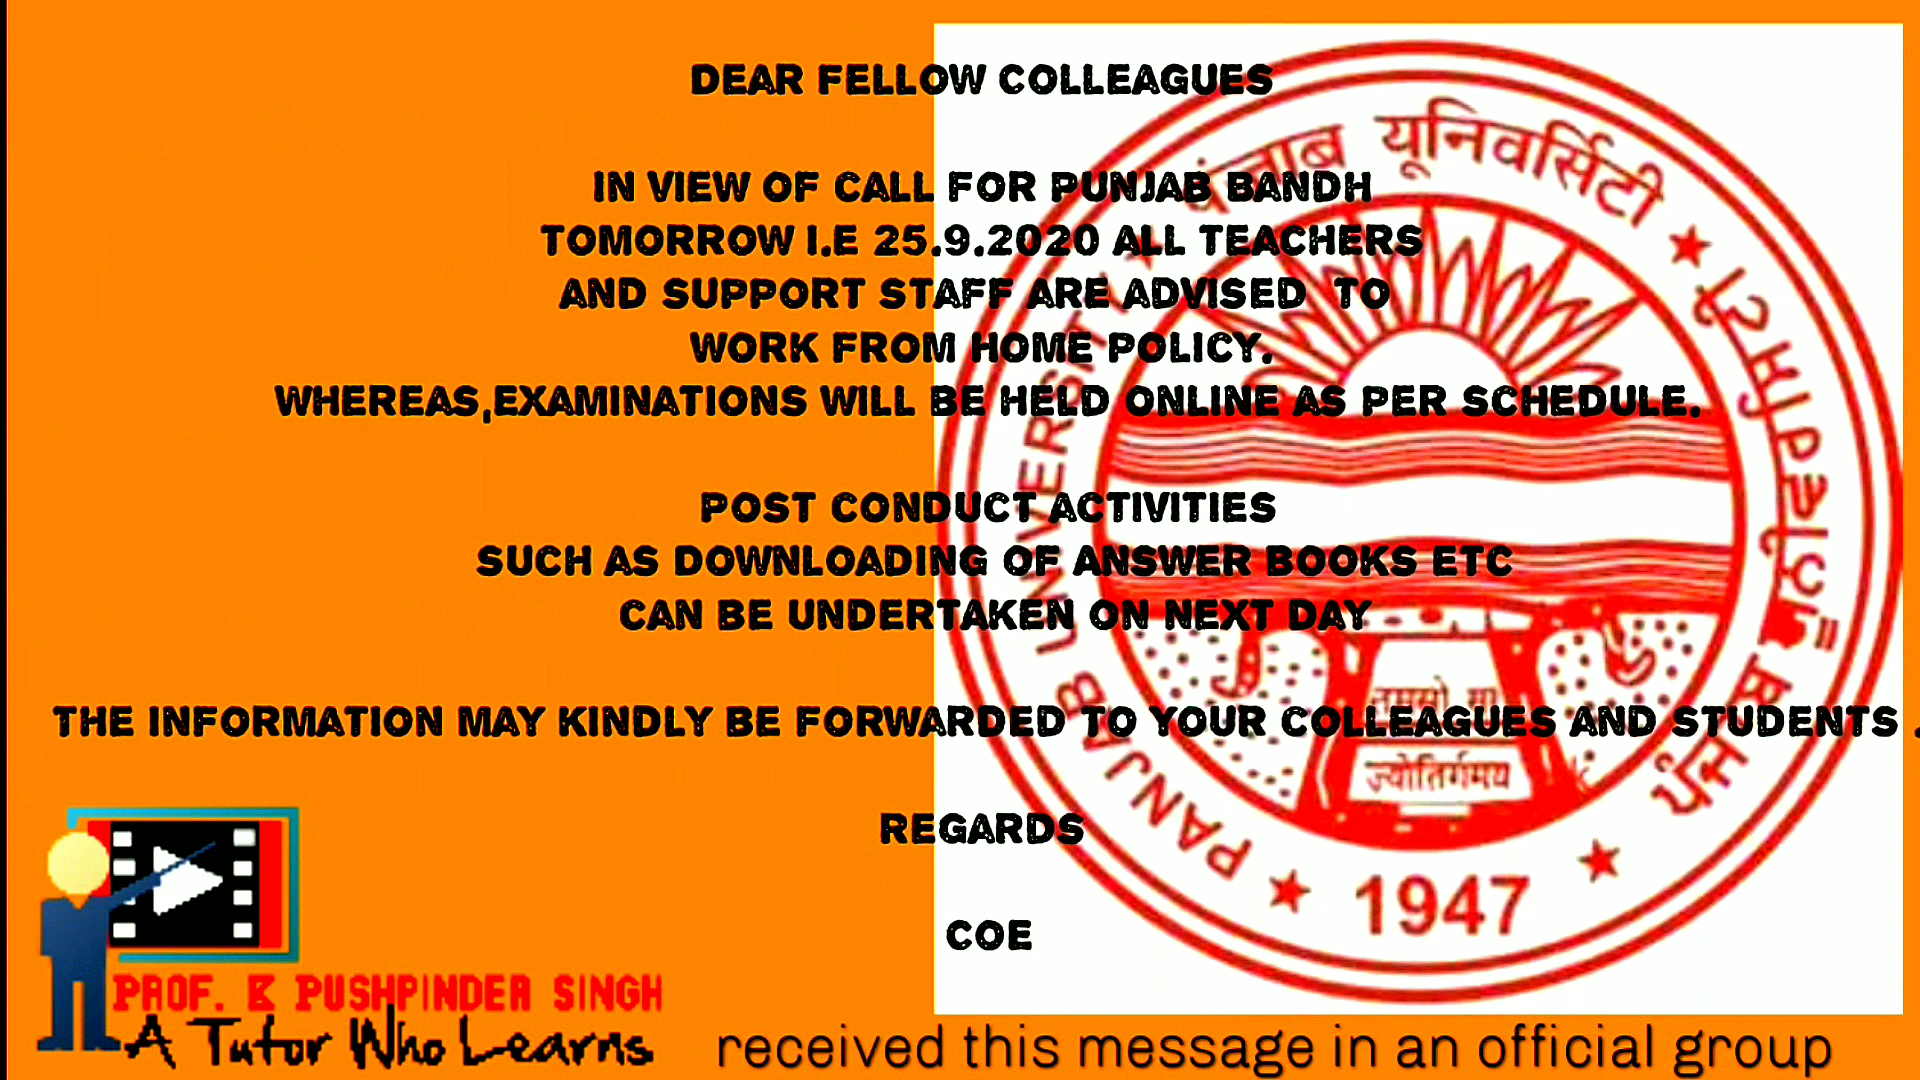 DEAR FELLOW COLLEAGUES
IN VIEW OF CALL FOR PUNJAB BANDH
TOMORROW I.E 25.9.2020 ALL TEACHERS
AND SUPPORT STAFF ARE ADVISED TO
WORK FROM HOME POLICY.
WHEREAS,EXAMINATIONS WILL BE HELD ONLINE AS PER SCHEDULE.
POST CONDUCT ACTIVITIES
SUCH AS DOWNLOADING OF ANSWER BOOKS ETC
CAN BE UNDERTAKEN ON NEXT DAY
THE INFORMATION MAY KINDLY BE FORWARDED TO YOUR COLLEAGUES AND STUDENTS .
REGARDS
COE
पंजाब यूनिवर्सिटी
ਪੰਜਾਬ ਯੂਨੀਵਰਸਿਟੀ
PANJAB UNIVERSITY
तमसो मा
ज्योतिर्गमय
1947
PROF. B PUSHPINDER SINGH
A Tutor Who Learns
received this message in an official group